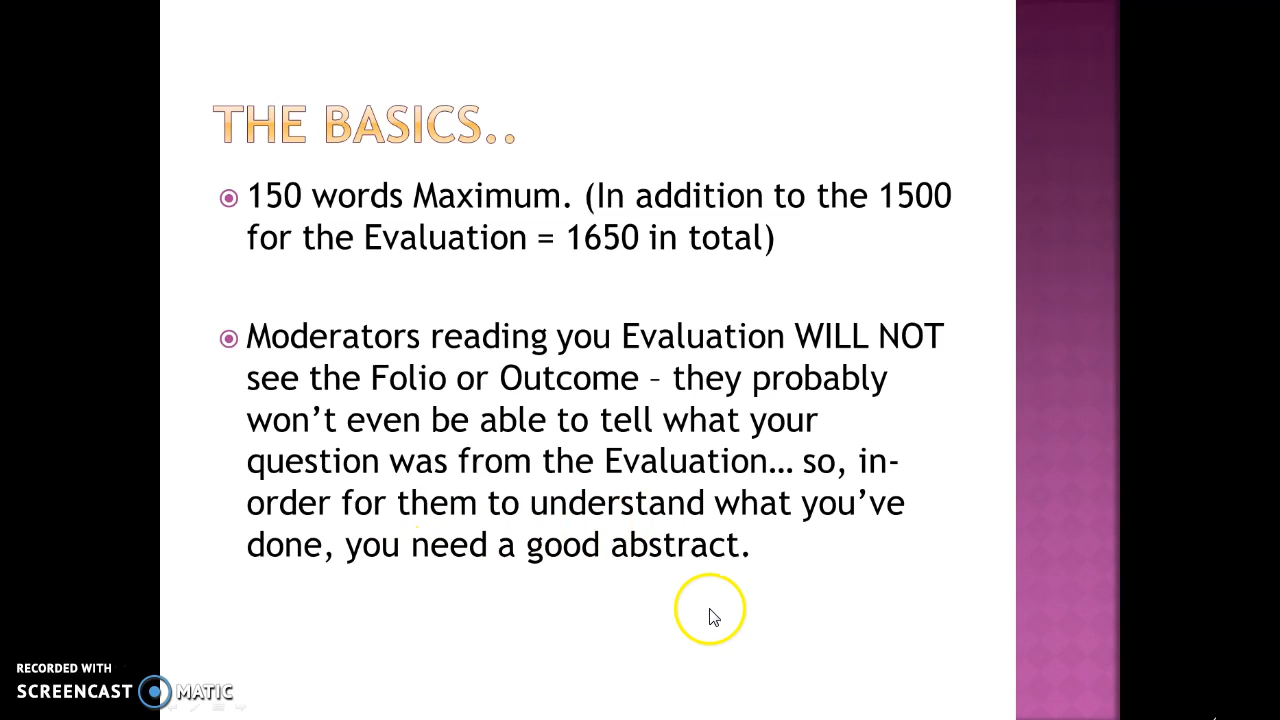 THE BASICS..
150 words Maximum. (In addition to the 1500
for the Evaluation = 1650 in total)
Moderators reading you Evaluation WILL NOT
see the Folio or Outcome – they probably
won't even be able to tell what your
question was from the Evaluation… so, in-
order for them to understand what you've
done, you need a good abstract.
RECORDED WITH
SCREENCAST MATIC